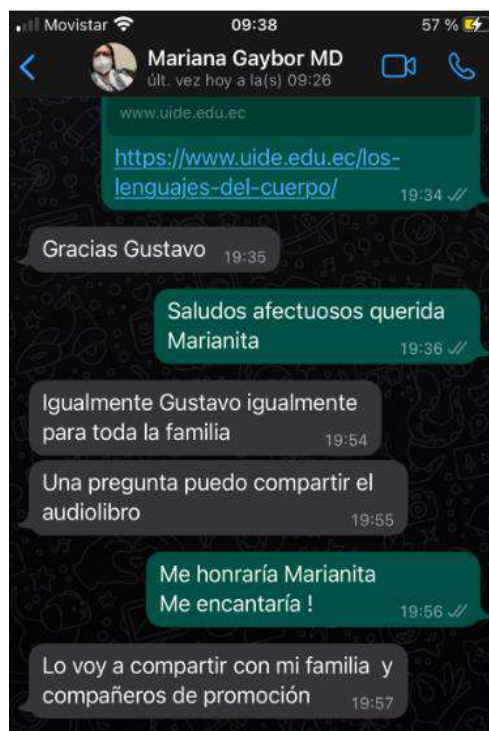 Movistar 09:38 57 %
Mariana Gaybor MD
últ. vez hoy a la(s) 09:26
www.uide.edu.ec
https://www.uide.edu.ec/los-
lenguajes-del-cuerpo/ 19:34
Gracias Gustavo 19:35
Saludos afectuosos querida
Marianita 19:36
Igualmente Gustavo igualmente
para toda la familia 19:54
Una pregunta puedo compartir el
audiolibro 19:55
Me honraría Marianita
Me encantaría ! 19:56
Lo voy a compartir con mi familia y
compañeros de promoción 19:57